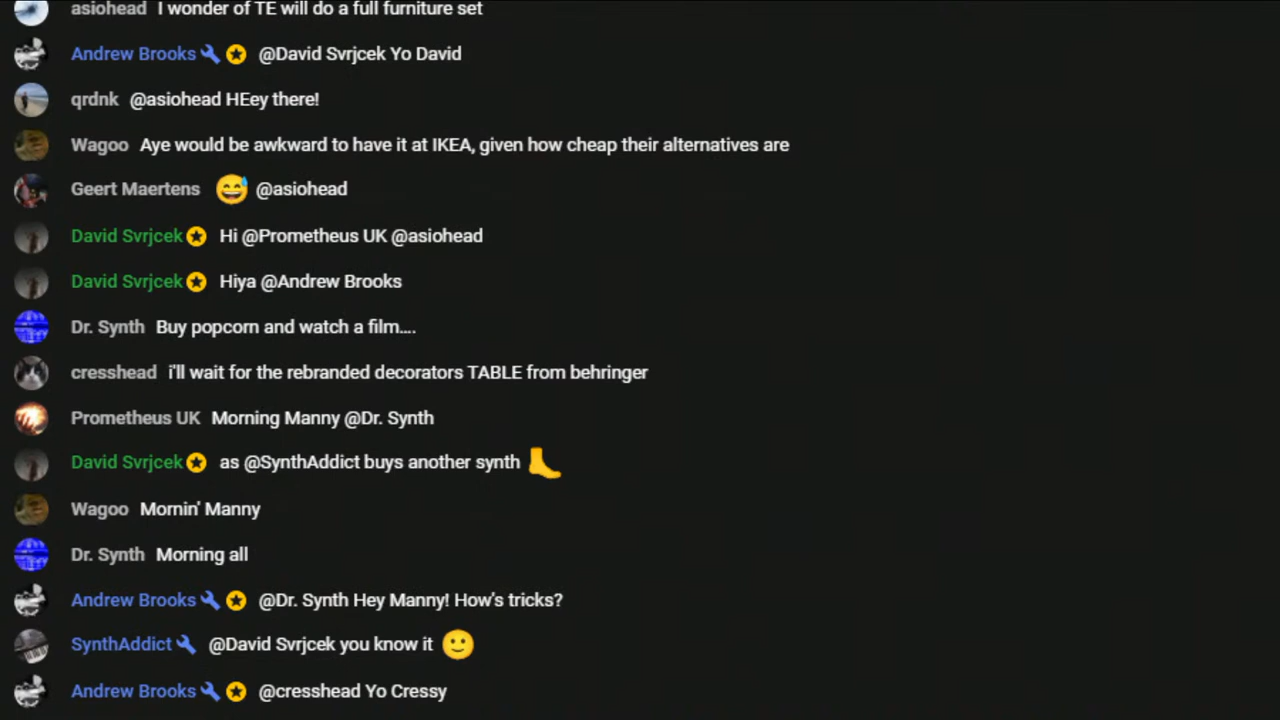 asiohead I wonder of TE will do a full furniture set
Andrew Brooks @David Svrjcek Yo David
qrdnk @asiohead HEey there!
Wagoo Aye would be awkward to have it at IKEA, given how cheap their alternatives are
Geert Maertens 😅 @asiohead
David Svrjcek Hi @Prometheus UK @asiohead
David Svrjcek Hiya @Andrew Brooks
Dr. Synth Buy popcorn and watch a film....
cresshead i'll wait for the rebranded decorators TABLE from behringer
Prometheus UK Morning Manny @Dr. Synth
David Svrjcek as @SynthAddict buys another synth 🦶
Wagoo Mornin' Manny
Dr. Synth Morning all
Andrew Brooks @Dr. Synth Hey Manny! How's tricks?
SynthAddict @David Svrjcek you know it 🙂
Andrew Brooks @cresshead Yo Cressy